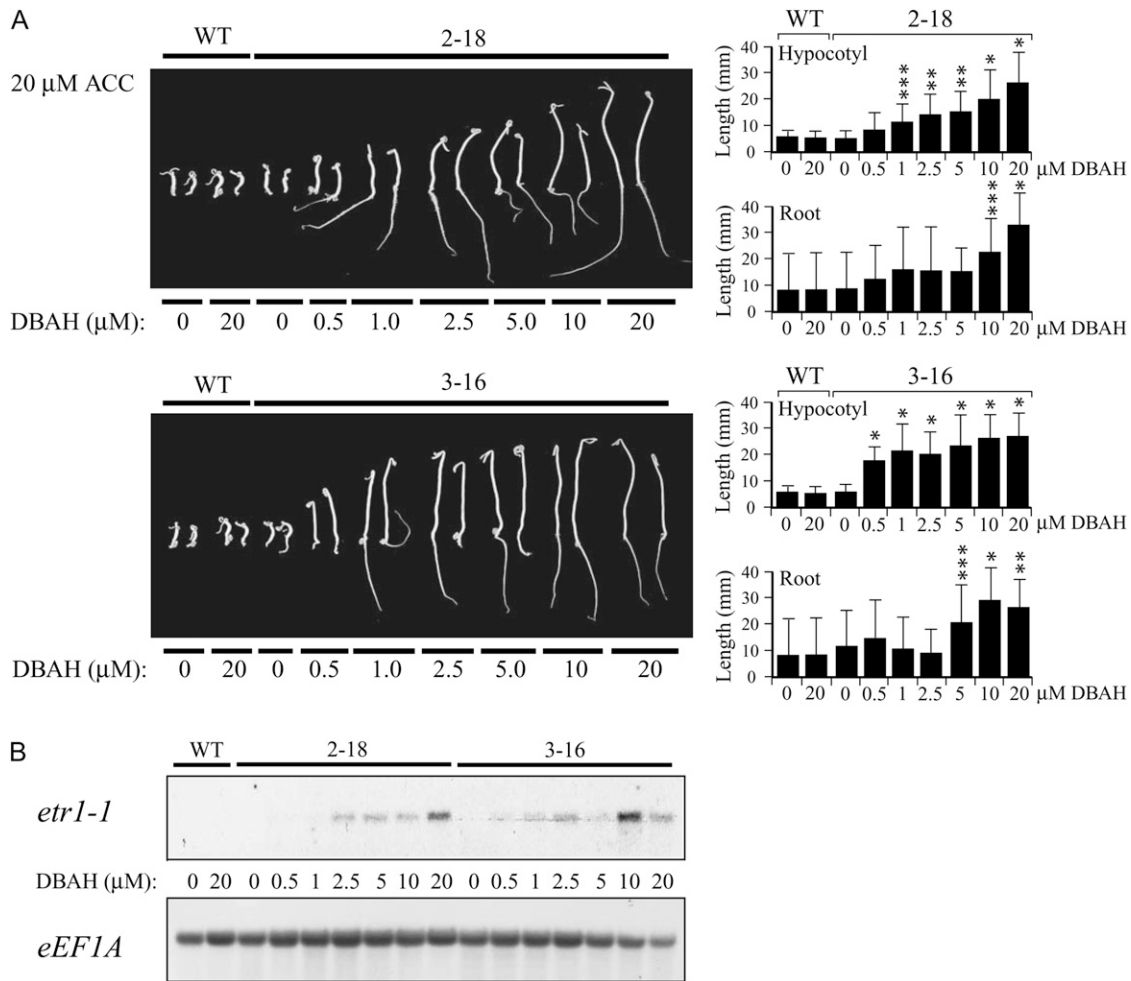 A
WT 2-18
20 μM ACC
DBAH (μM): 0 20 0 0.5 1.0 2.5 5.0 10 20
WT 2-18
Hypocotyl
Length (mm)
40
30
20
10
0
*** ** ** * *
0 20 0 0.5 1 2.5 5 10 20 μM DBAH
Root
Length (mm)
40
30
20
10
0
*** *
0 20 0 0.5 1 2.5 5 10 20 μM DBAH
WT 3-16
DBAH (μM): 0 20 0 0.5 1.0 2.5 5.0 10 20
WT 3-16
Hypocotyl
Length (mm)
40
30
20
10
0
* * * * * *
0 20 0 0.5 1 2.5 5 10 20 μM DBAH
Root
Length (mm)
40
30
20
10
0
*** * **
0 20 0 0.5 1 2.5 5 10 20 μM DBAH
B
WT 2-18 3-16
etr1-1
DBAH (μM): 0 20 0 0.5 1 2.5 5 10 20 0 0.5 1 2.5 5 10 20
eEF1A